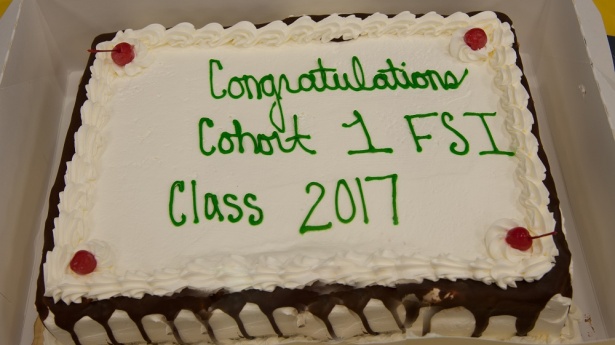 Congratulations
Cohort 1 FSI
Class 2017